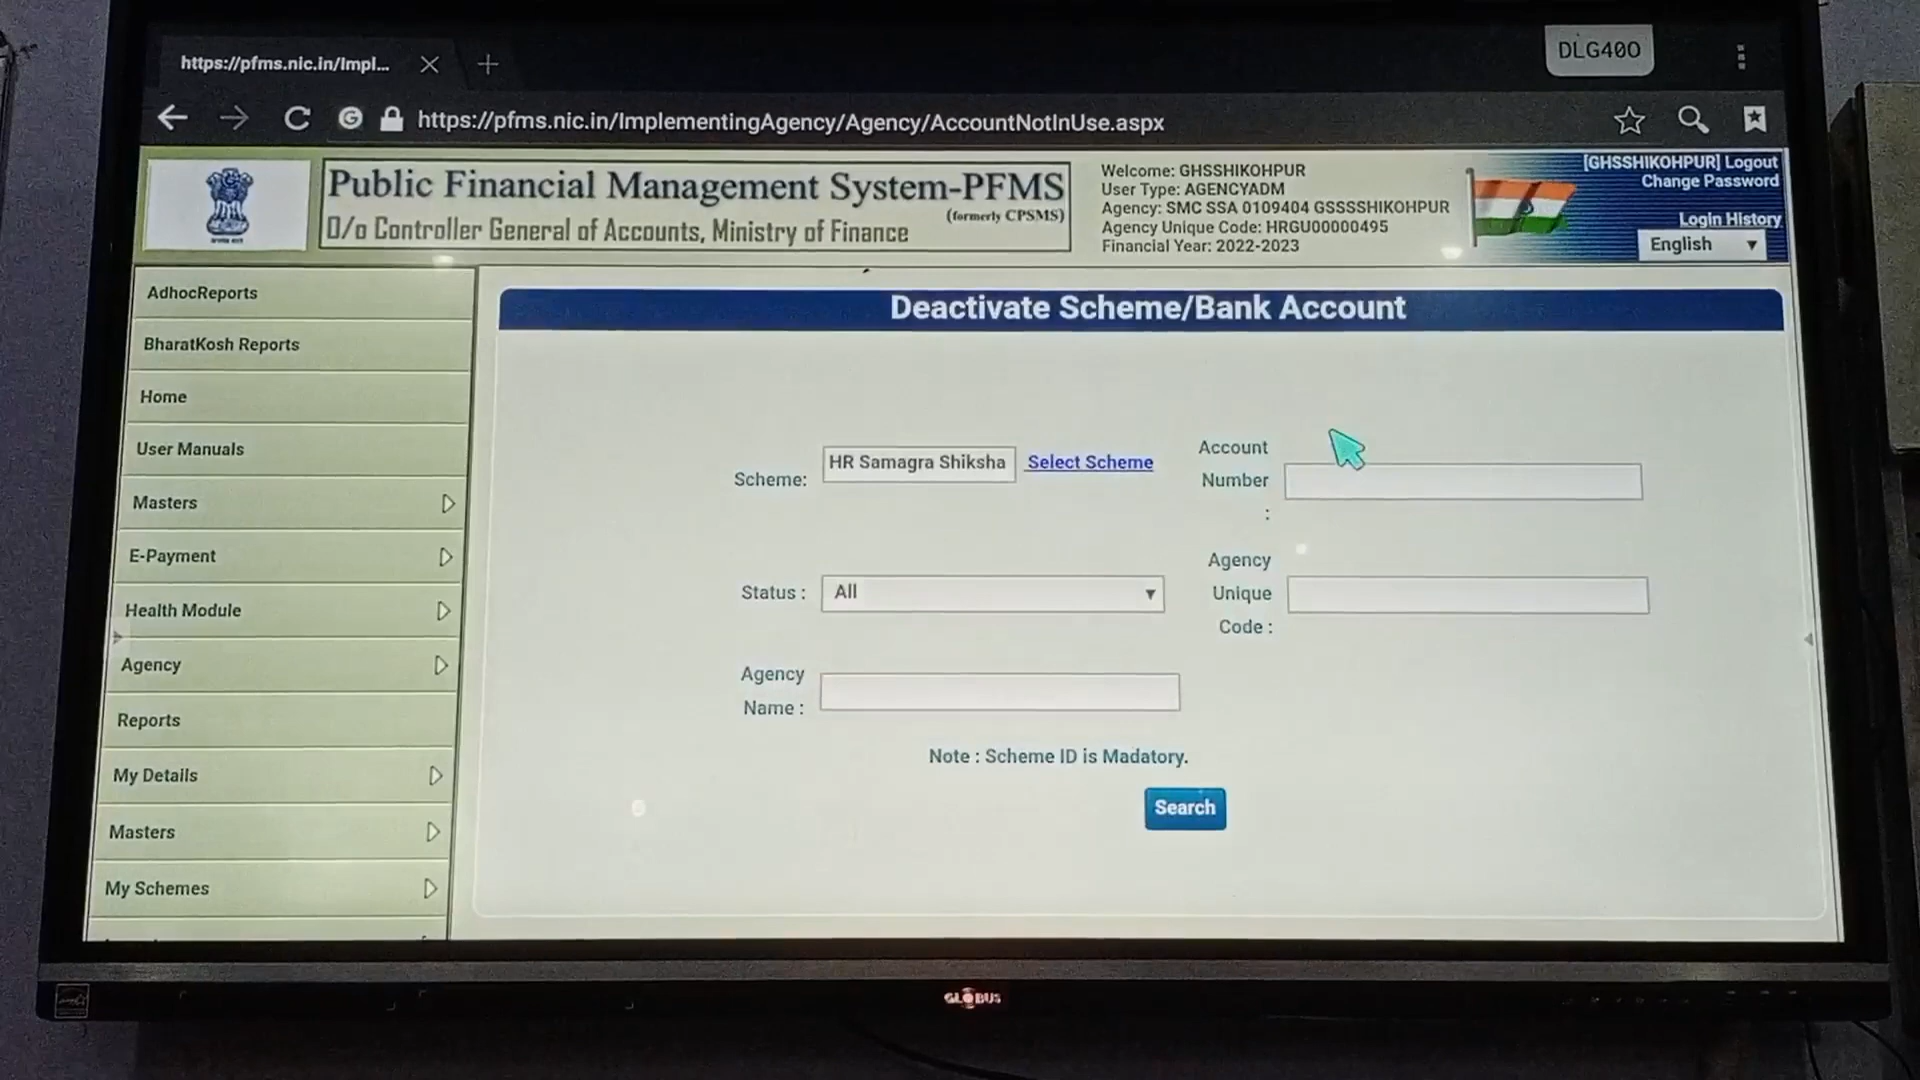 https://pfms.nic.in/Impl...
DLG40O
https://pfms.nic.in/ImplementingAgency/Agency/AccountNotInUse.aspx
Public Financial Management System-PFMS
(formerly CPSMS)
O/o Controller General of Accounts, Ministry of Finance
Welcome: GHSSHIKOHPUR
User Type: AGENCYADM
Agency: SMC SSA 0109404 GSSSSHIKOHPUR
Agency Unique Code: HRGU00000495
Financial Year: 2022-2023
[GHSSHIKOHPUR] Logout
Change Password
Login History
English
AdhocReports
BharatKosh Reports
Home
User Manuals
Masters
E-Payment
Health Module
Agency
Reports
My Details
Masters
My Schemes
Deactivate Scheme/Bank Account
Scheme: HR Samagra Shiksha Select Scheme
Account
Number
:
Status : All
Agency
Unique
Code :
Agency
Name :
Note : Scheme ID is Madatory.
Search
GLOBUS